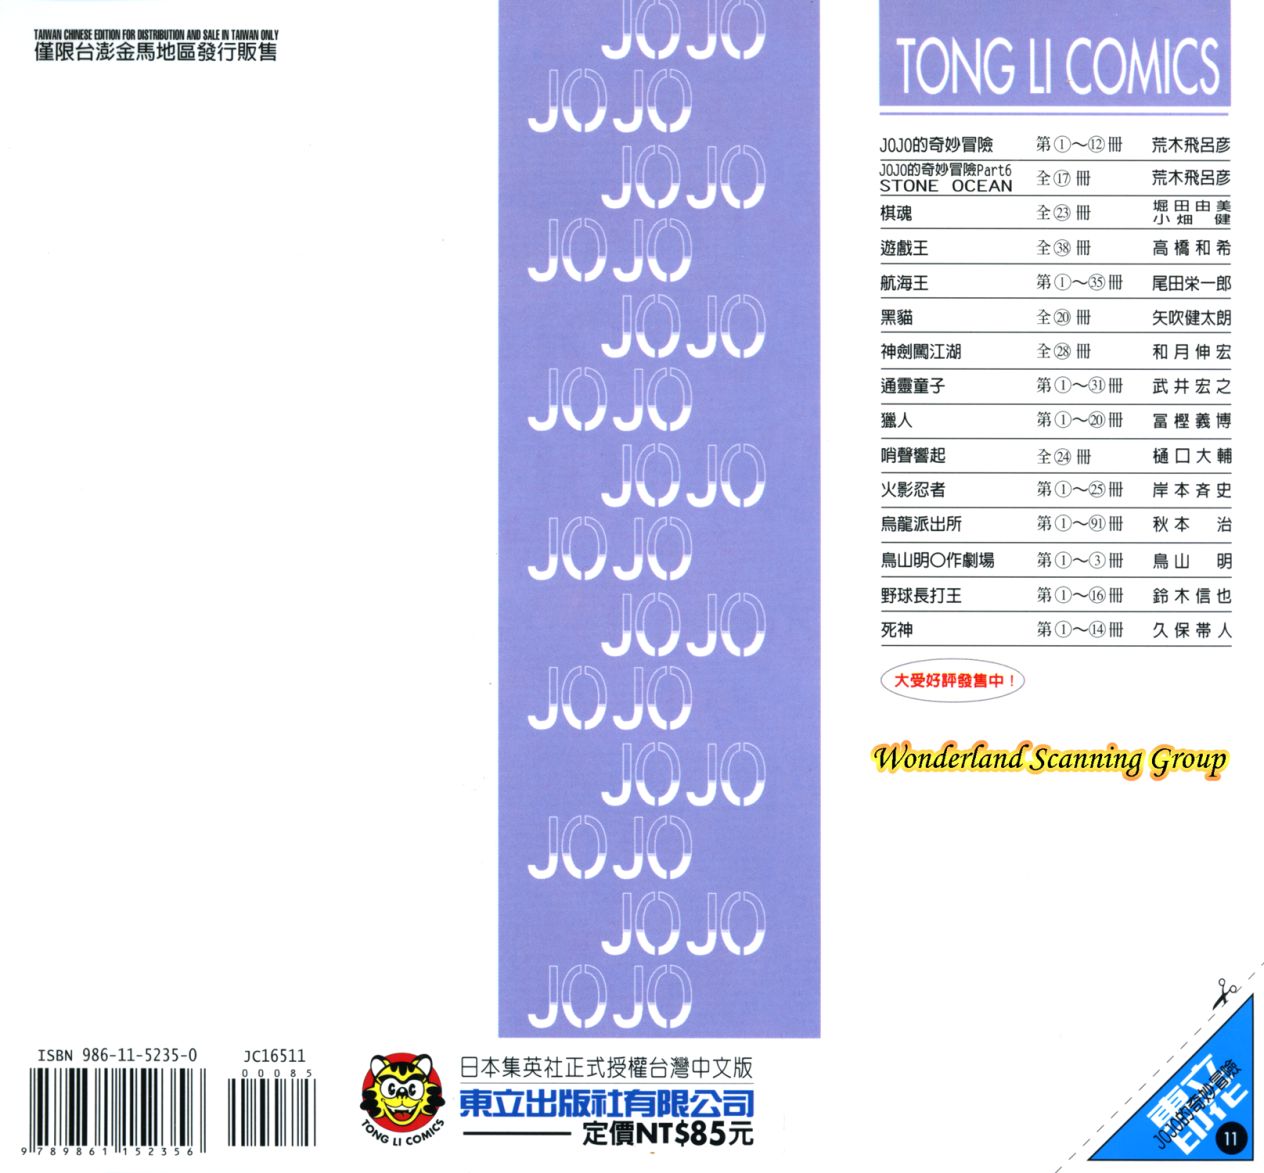 TAIWAN CHINESE EDITION FOR DISTRIBUTION AND SALE IN TAIWAN ONLY
僅限台澎金馬地區發行販售
JOJO
JOJO
JOJO
JOJO
JOJO
JOJO
JOJO
JOJO
JOJO
JOJO
JOJO
JOJO
JOJO
JOJO
TONG LI COMICS
JOJO的奇妙冒險 第①~⑫冊 荒木飛呂彦
JOJO的奇妙冒險Part6
STONE OCEAN 全⑰冊 荒木飛呂彦
棋魂 全㉓冊 堀田由美 小畑健
遊戲王 全㊳冊 高橋和希
航海王 第①~㉟冊 尾田栄一郎
黑貓 全⑳冊 矢吹健太朗
神劍闖江湖 全㉘冊 和月伸宏
通靈童子 第①~㉛冊 武井宏之
獵人 第①~⑳冊 冨樫義博
哨聲響起 全㉔冊 樋口大輔
火影忍者 第①~㉕冊 岸本斉史
烏龍派出所 第①~91冊 秋本 治
鳥山明〇作劇場 第①~③冊 鳥山 明
野球長打王 第①~⑯冊 鈴木信也
死神 第①~⑭冊 久保帯人
大受好評發售中!
Wonderland Scanning Group
ISBN 986-11-5235-0
9 789861 152356
JC16511
00085
TONG LI COMICS
日本集英社正式授權台灣中文版
東立出版社有限公司
定價NT$85元
東立
印花
JOJO的奇妙冒險
11